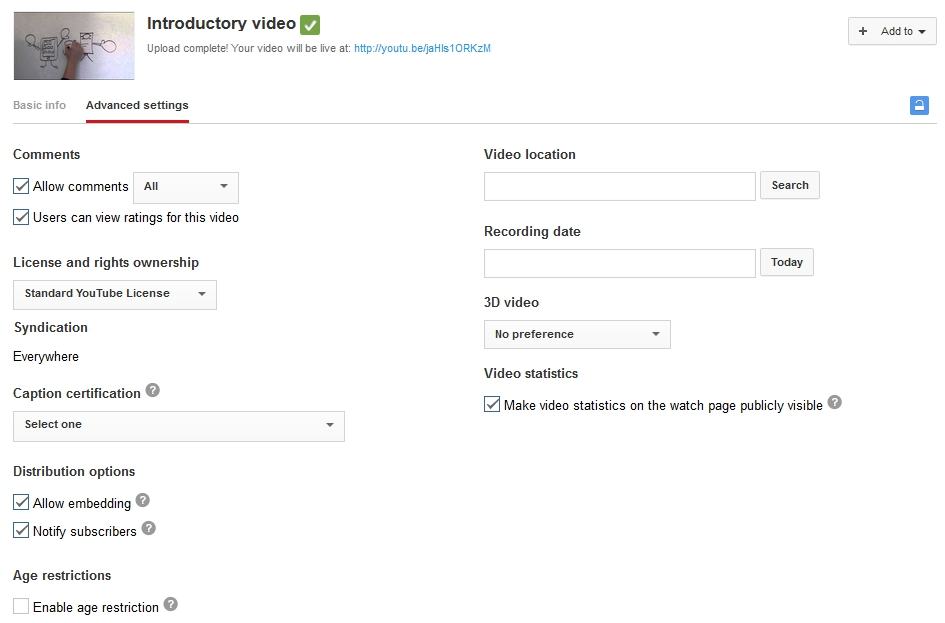 Introductory video
Upload complete! Your video will be live at: http://youtu.be/jaHIs1ORKzM
+ Add to
Basic info
Advanced settings
Comments
Allow comments All
Users can view ratings for this video
License and rights ownership
Standard YouTube License
Syndication
Everywhere
Caption certification ?
Select one
Distribution options
Allow embedding ?
Notify subscribers ?
Age restrictions
Enable age restriction ?
Video location
Search
Recording date
Today
3D video
No preference
Video statistics
Make video statistics on the watch page publicly visible ?